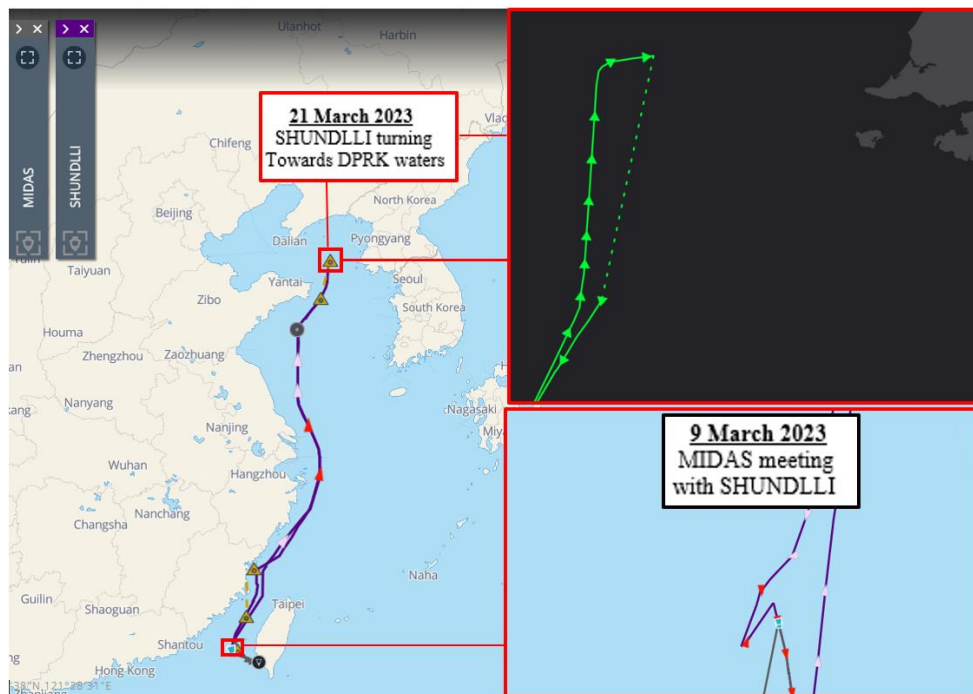 MIDAS
SHUNDLLI
21 March 2023
SHUNDLLI turning
Towards DPRK waters
9 March 2023
MIDAS meeting
with SHUNDLLI
Ulanhot
Harbin
Chifeng
Beijing
North Korea
Dalian
Pyongyang
Taiyuan
Yantai
Seoul
Zibo
South Korea
Houma
Zhengzhou
Zaozhuang
Nanyang
Nagasaki
Nanjing
Wuhan
Hangzhou
Nanchang
Changsha
Naha
Guilin
Shaoguan
Taipei
Shantou
Hong Kong